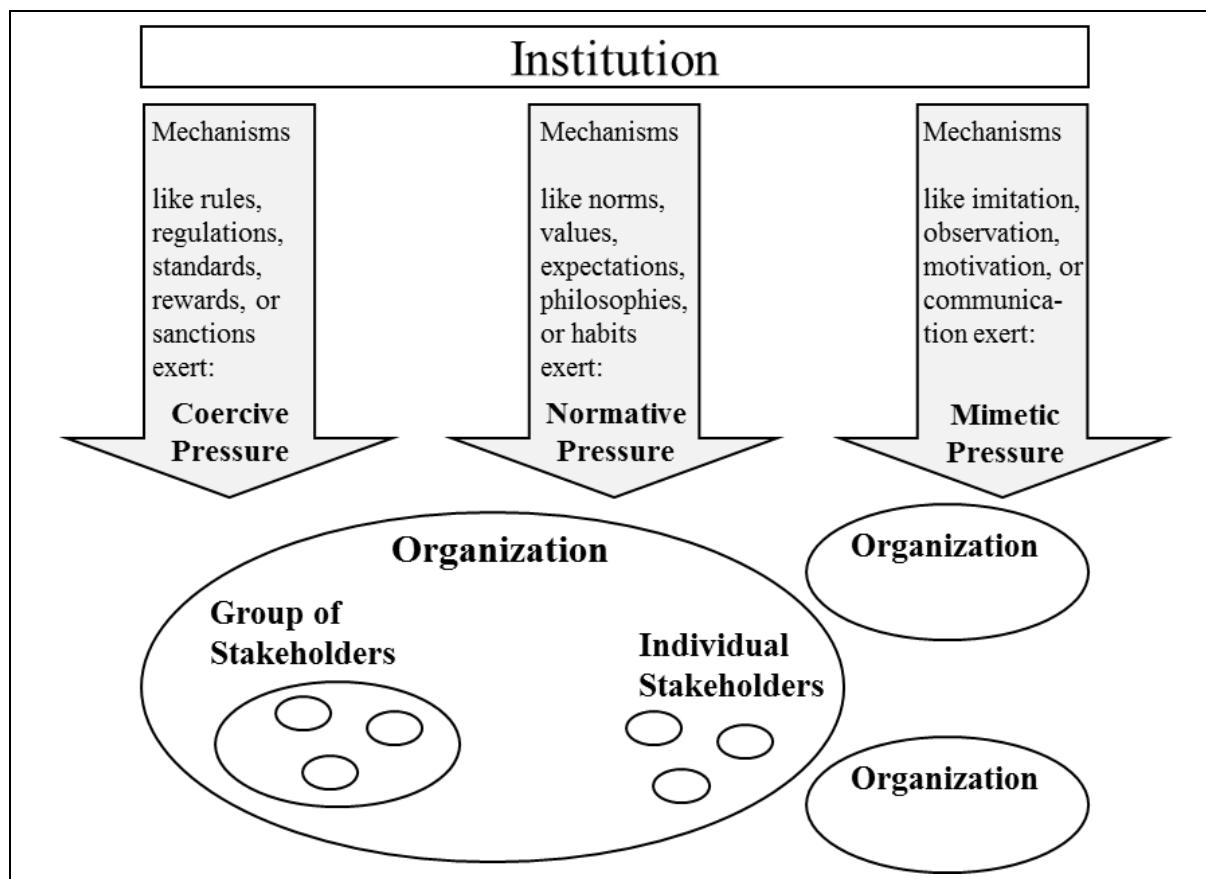 Institution
Mechanisms
like rules,
regulations,
standards,
rewards, or
sanctions
exert:
Coercive
Pressure
Mechanisms
like norms,
values,
expectations,
philosophies,
or habits
exert:
Normative
Pressure
Mechanisms
like imitation,
observation,
motivation, or
communica-
tion exert:
Mimetic
Pressure
Organization
Group of
Stakeholders
Individual
Stakeholders
Organization
Organization